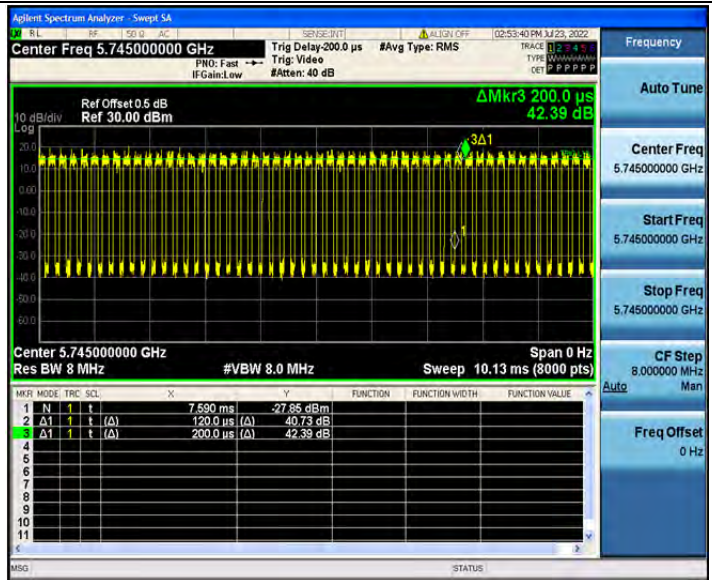 Agilent Spectrum Analyzer - Swept SA
RL RF 50 Ω AC SENSE:INT ALIGN OFF 02:53:40 PM Jul 23, 2022
Center Freq 5.745000000 GHz
PNO: Fast
IFGain:Low
Trig Delay-200.0 µs
Trig: Video
#Atten: 40 dB
#Avg Type: RMS
TRACE 1 2 3 4 5 6
TYPE
DET P P P P P P
Ref Offset 0.5 dB
Ref 30.00 dBm
10 dB/div
Log
ΔMkr3 200.0 µs
42.39 dB
20.0
10.0
0.00
-10.0
-20.0
-30.0
-40.0
-60.0
3Δ1
1
Center 5.745000000 GHz
Span 0 Hz
Res BW 8 MHz
#VBW 8.0 MHz
Sweep 10.13 ms (8000 pts)
MKR MODE TRC SCL X Y FUNCTION FUNCTION WIDTH FUNCTION VALUE
1 N 1 t 7.590 ms -27.85 dBm
2 Δ1 1 t (Δ) 120.0 µs (Δ) 40.73 dB
3 Δ1 1 t (Δ) 200.0 µs (Δ) 42.39 dB
4
5
6
7
8
9
10
11
MSG
STATUS
Frequency
Auto Tune
Center Freq
5.745000000 GHz
Start Freq
5.745000000 GHz
Stop Freq
5.745000000 GHz
CF Step
8.000000 MHz
Auto Man
Freq Offset
0 Hz